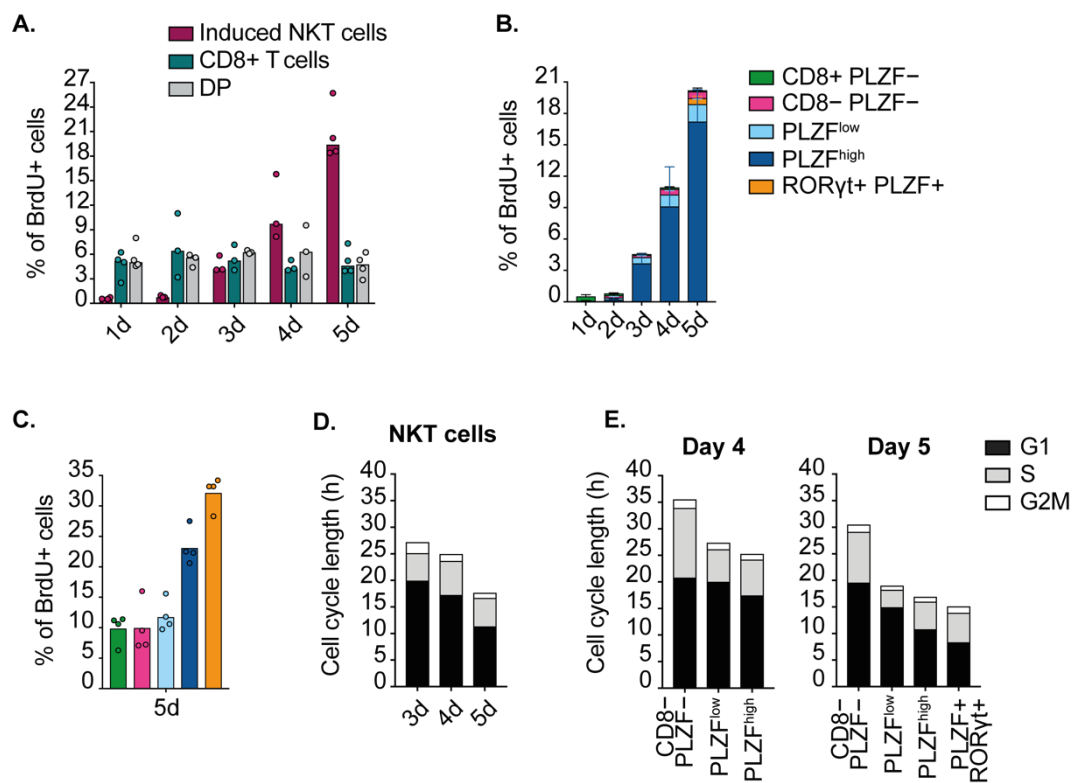 A.
Induced NKT cells
CD8+ T cells
DP
% of BrdU+ cells
27
24
21
18
15
12
9
6
3
0
1d
2d
3d
4d
5d
B.
CD8+ PLZF−
CD8− PLZF−
PLZFlow
PLZFhigh
RORγt+ PLZF+
% of BrdU+ cells
21
18
15
12
9
6
3
0
1d
2d
3d
4d
5d
C.
% of BrdU+ cells
35
30
25
20
15
10
5
0
5d
D.
NKT cells
Cell cycle length (h)
40
35
30
25
20
15
10
5
0
3d
4d
5d
E.
Day 4
Cell cycle length (h)
40
35
30
25
20
15
10
5
0
CD8−
PLZF−
PLZFlow
PLZFhigh
Day 5
40
35
30
25
20
15
10
5
0
CD8−
PLZF−
PLZFlow
PLZFhigh
PLZF+
RORγt+
G1
S
G2M